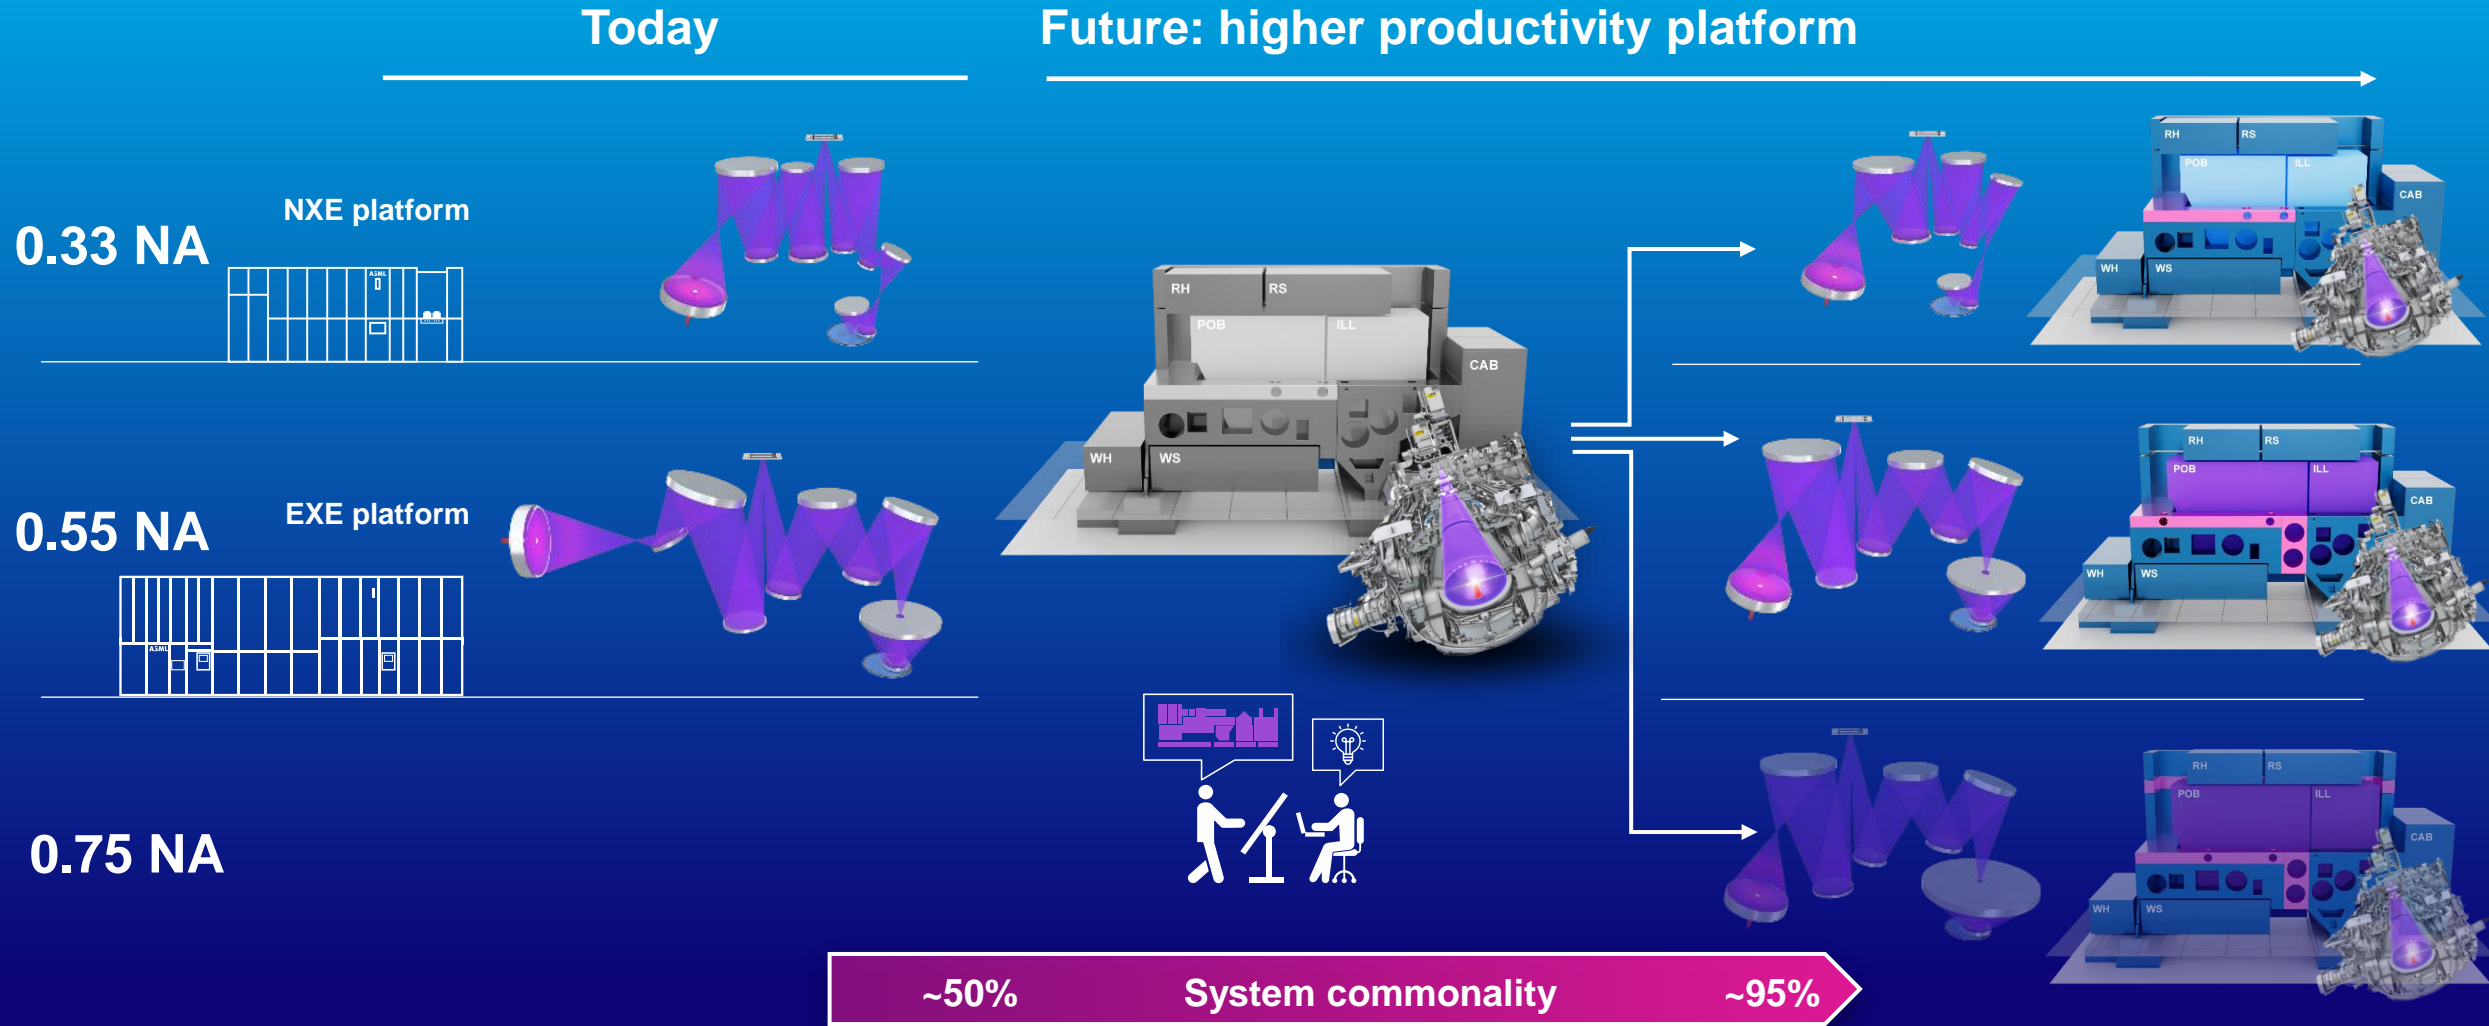 Today
Future: higher productivity platform
0.33 NA
NXE platform
ASML
RH
RS
POB
ILL
CAB
WH
WS
RH
RS
POB
ILL
CAB
WH
WS
0.55 NA
EXE platform
ASML
RH
RS
POB
ILL
CAB
WH
WS
0.75 NA
RH
RS
POB
ILL
CAB
WH
WS
~50%
System commonality
~95%